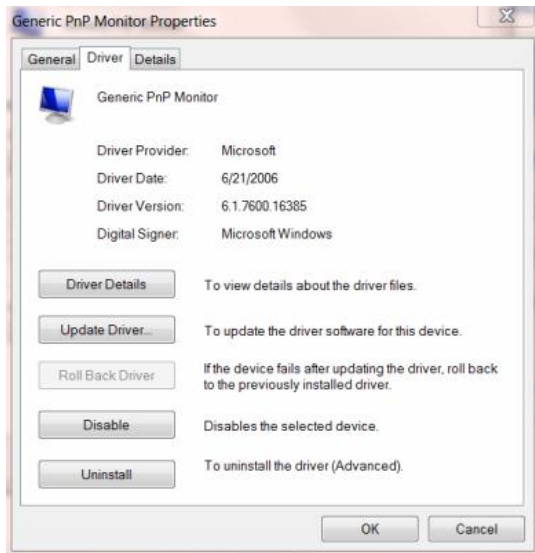 Generic PnP Monitor Properties
General Driver Details
Generic PnP Monitor
Driver Provider: Microsoft
Driver Date: 6/21/2006
Driver Version: 6.1.7600.16385
Digital Signer: Microsoft Windows
Driver Details To view details about the driver files.
Update Driver... To update the driver software for this device.
Roll Back Driver If the device fails after updating the driver, roll back
to the previously installed driver.
Disable Disables the selected device.
Uninstall To uninstall the driver (Advanced).
OK Cancel